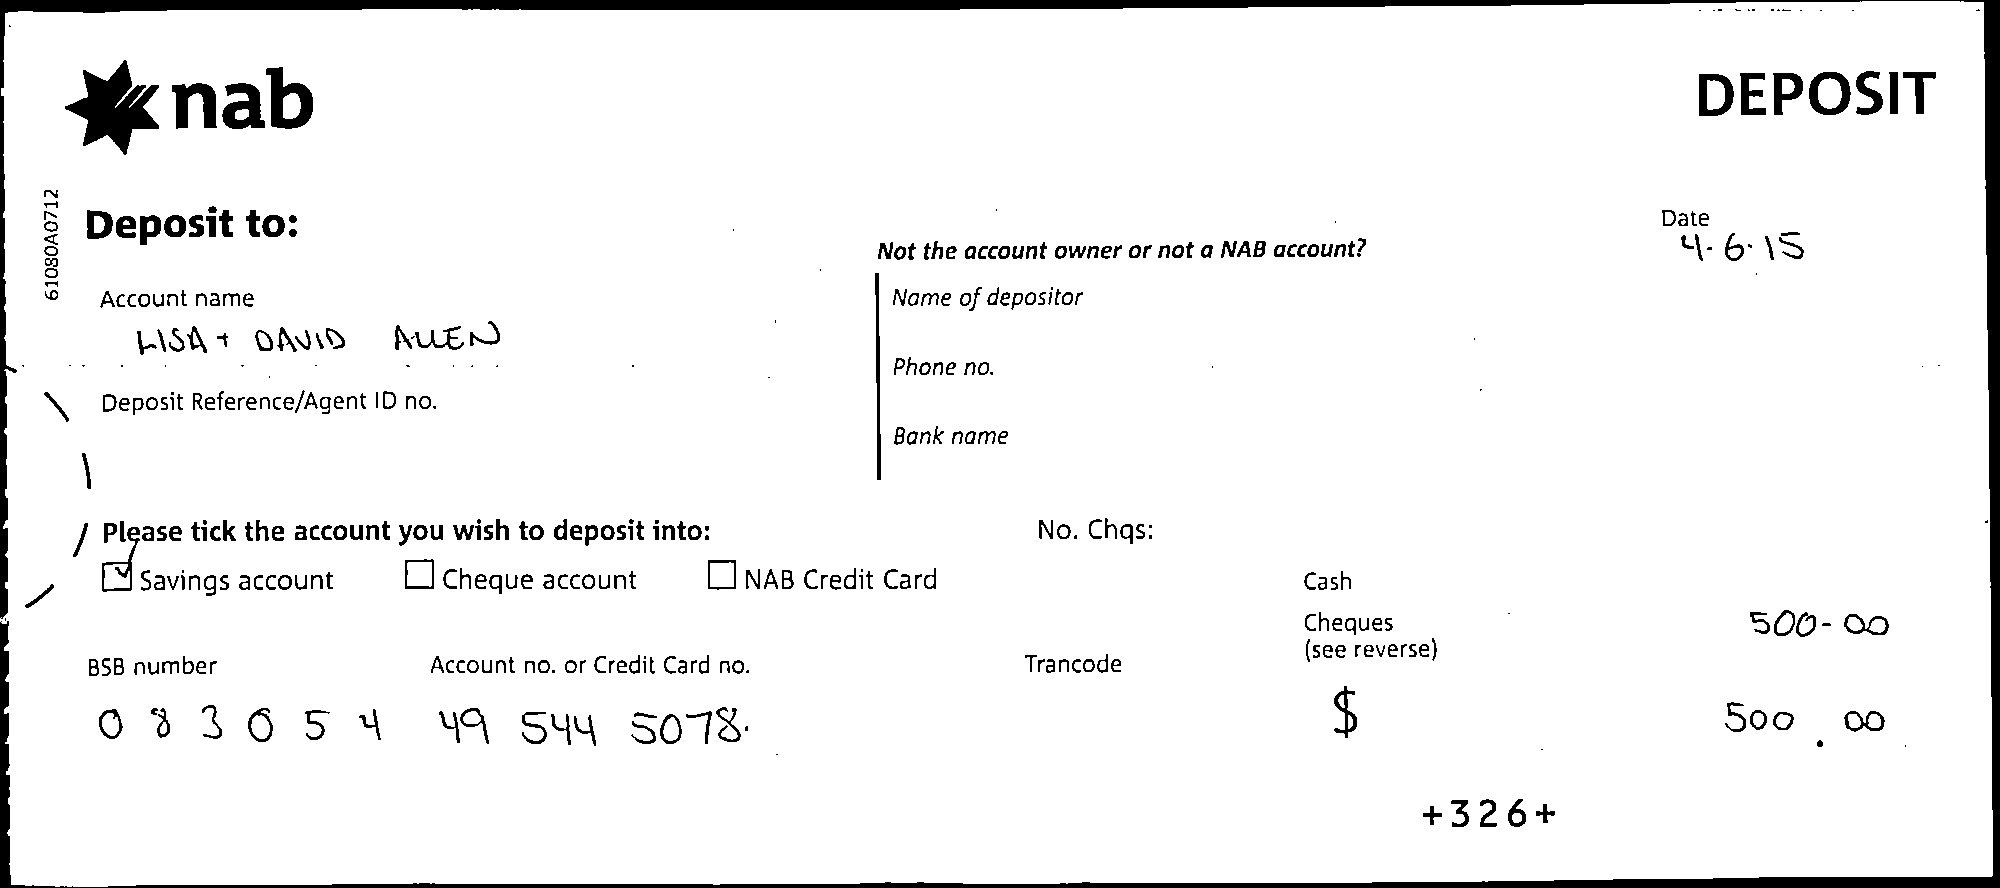 nab
DEPOSIT
61080A0712
Deposit to:
Date
4-6-15
Not the account owner or not a NAB account?
Account name
Name of depositor
LISA + DAVID ALLEN
Phone no.
Deposit Reference/Agent ID no.
Bank name
Please tick the account you wish to deposit into:
No. Chqs:
Savings account
Cheque account
NAB Credit Card
Cash
Cheques
(see reverse)
500-00
BSB number
Account no. or Credit Card no.
Trancode
083054
49 544 5078.
$
500.00
+326+